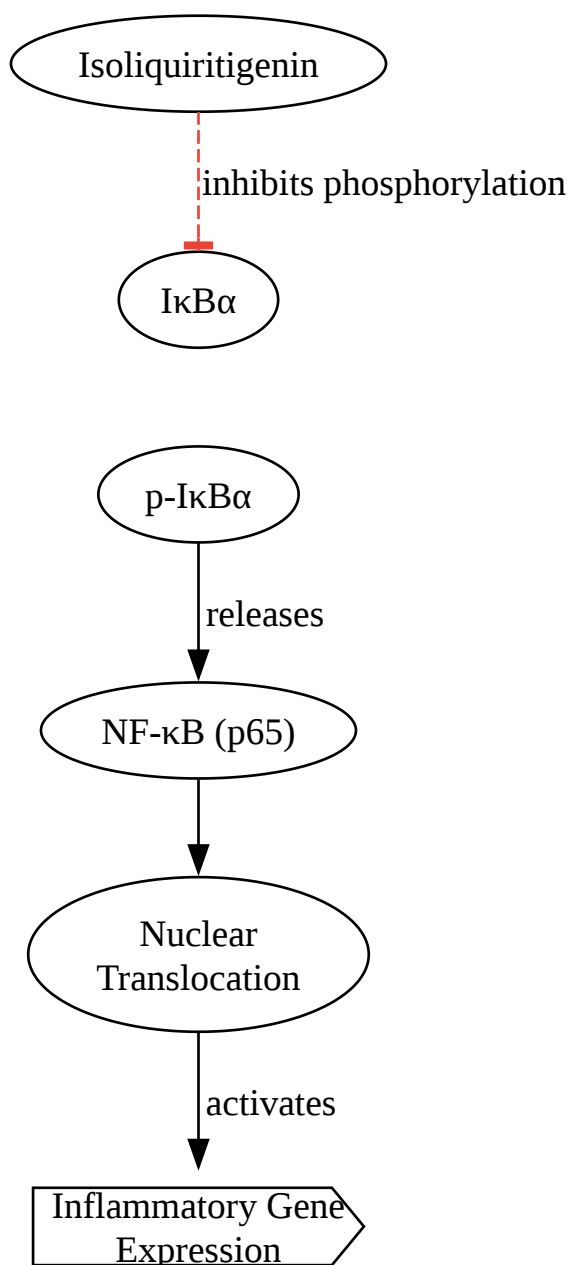 Isoliquiritigenin
inhibits phosphorylation
IκBα
p-IκBα
releases
NF-κB (p65)
Nuclear
Translocation
activates
Inflammatory Gene
Expression